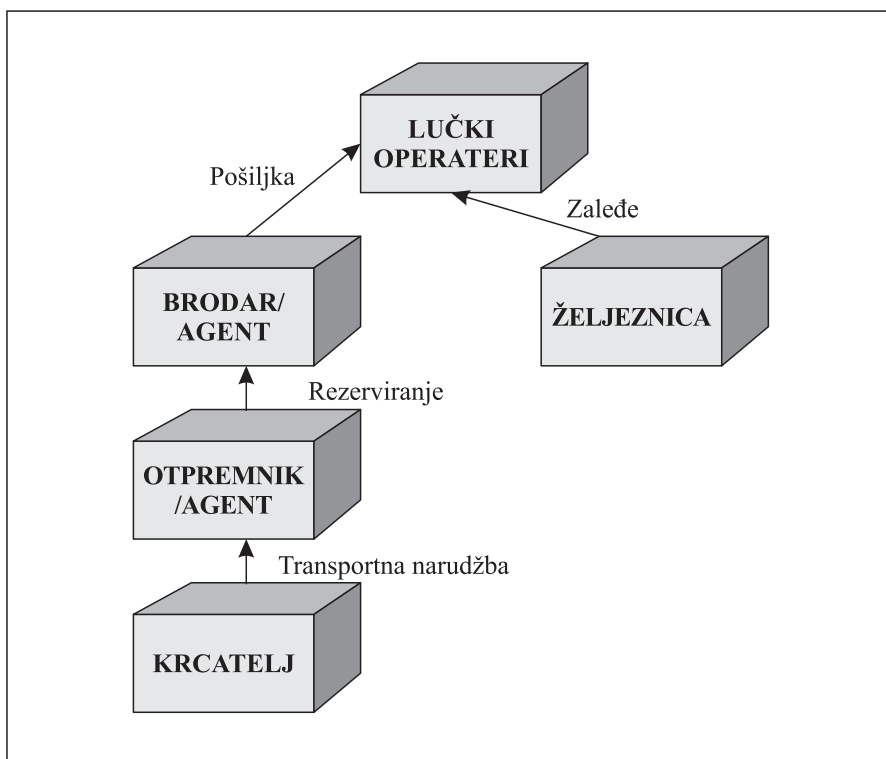 LUČKI
OPERATERI
Pošiljka
Zaleđe
BRODAR/
AGENT
ŽELJEZNICA
Rezerviranje
OTPREMNIK
/AGENT
Transportna narudžba
KRCATELJ